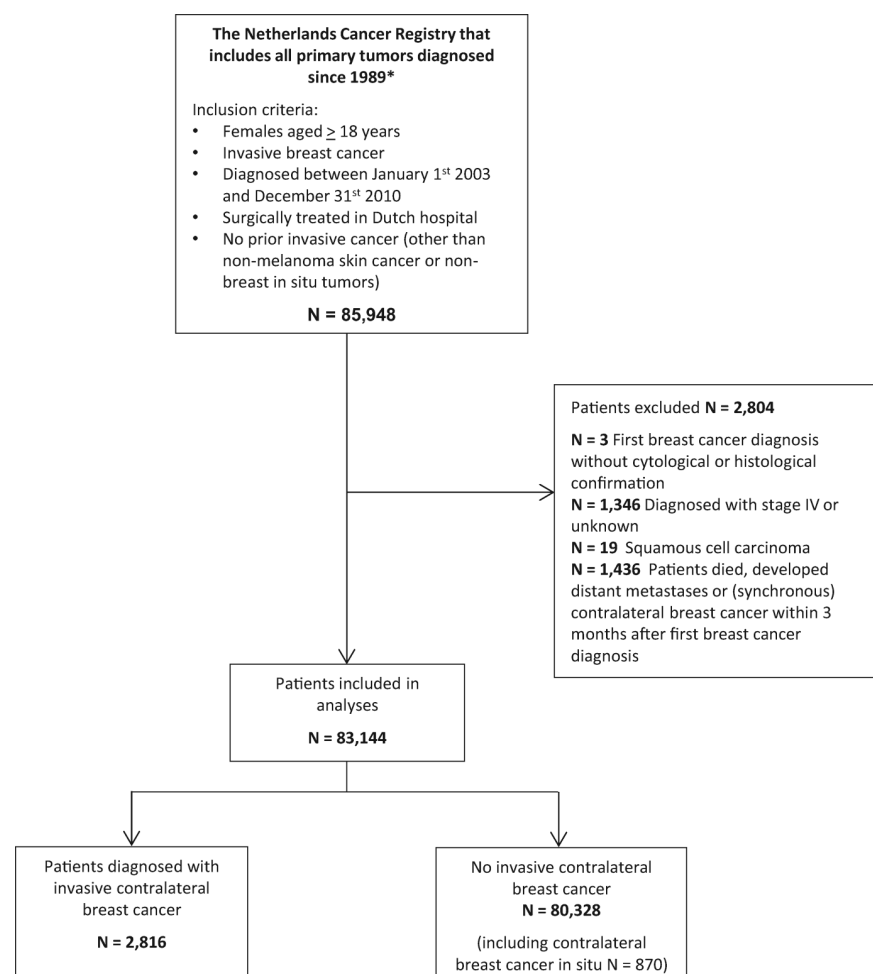 The Netherlands Cancer Registry that
includes all primary tumors diagnosed
since 1989*
Inclusion criteria:
• Females aged ≥ 18 years
• Invasive breast cancer
• Diagnosed between January 1st 2003
and December 31st 2010
• Surgically treated in Dutch hospital
• No prior invasive cancer (other than
non-melanoma skin cancer or non-
breast in situ tumors)
N = 85,948
Patients excluded N = 2,804
N = 3 First breast cancer diagnosis
without cytological or histological
confirmation
N = 1,346 Diagnosed with stage IV or
unknown
N = 19 Squamous cell carcinoma
N = 1,436 Patients died, developed
distant metastases or (synchronous)
contralateral breast cancer within 3
months after first breast cancer
diagnosis
Patients included in
analyses
N = 83,144
Patients diagnosed with
invasive contralateral
breast cancer
N = 2,816
No invasive contralateral
breast cancer
N = 80,328
(including contralateral
breast cancer in situ N = 870)